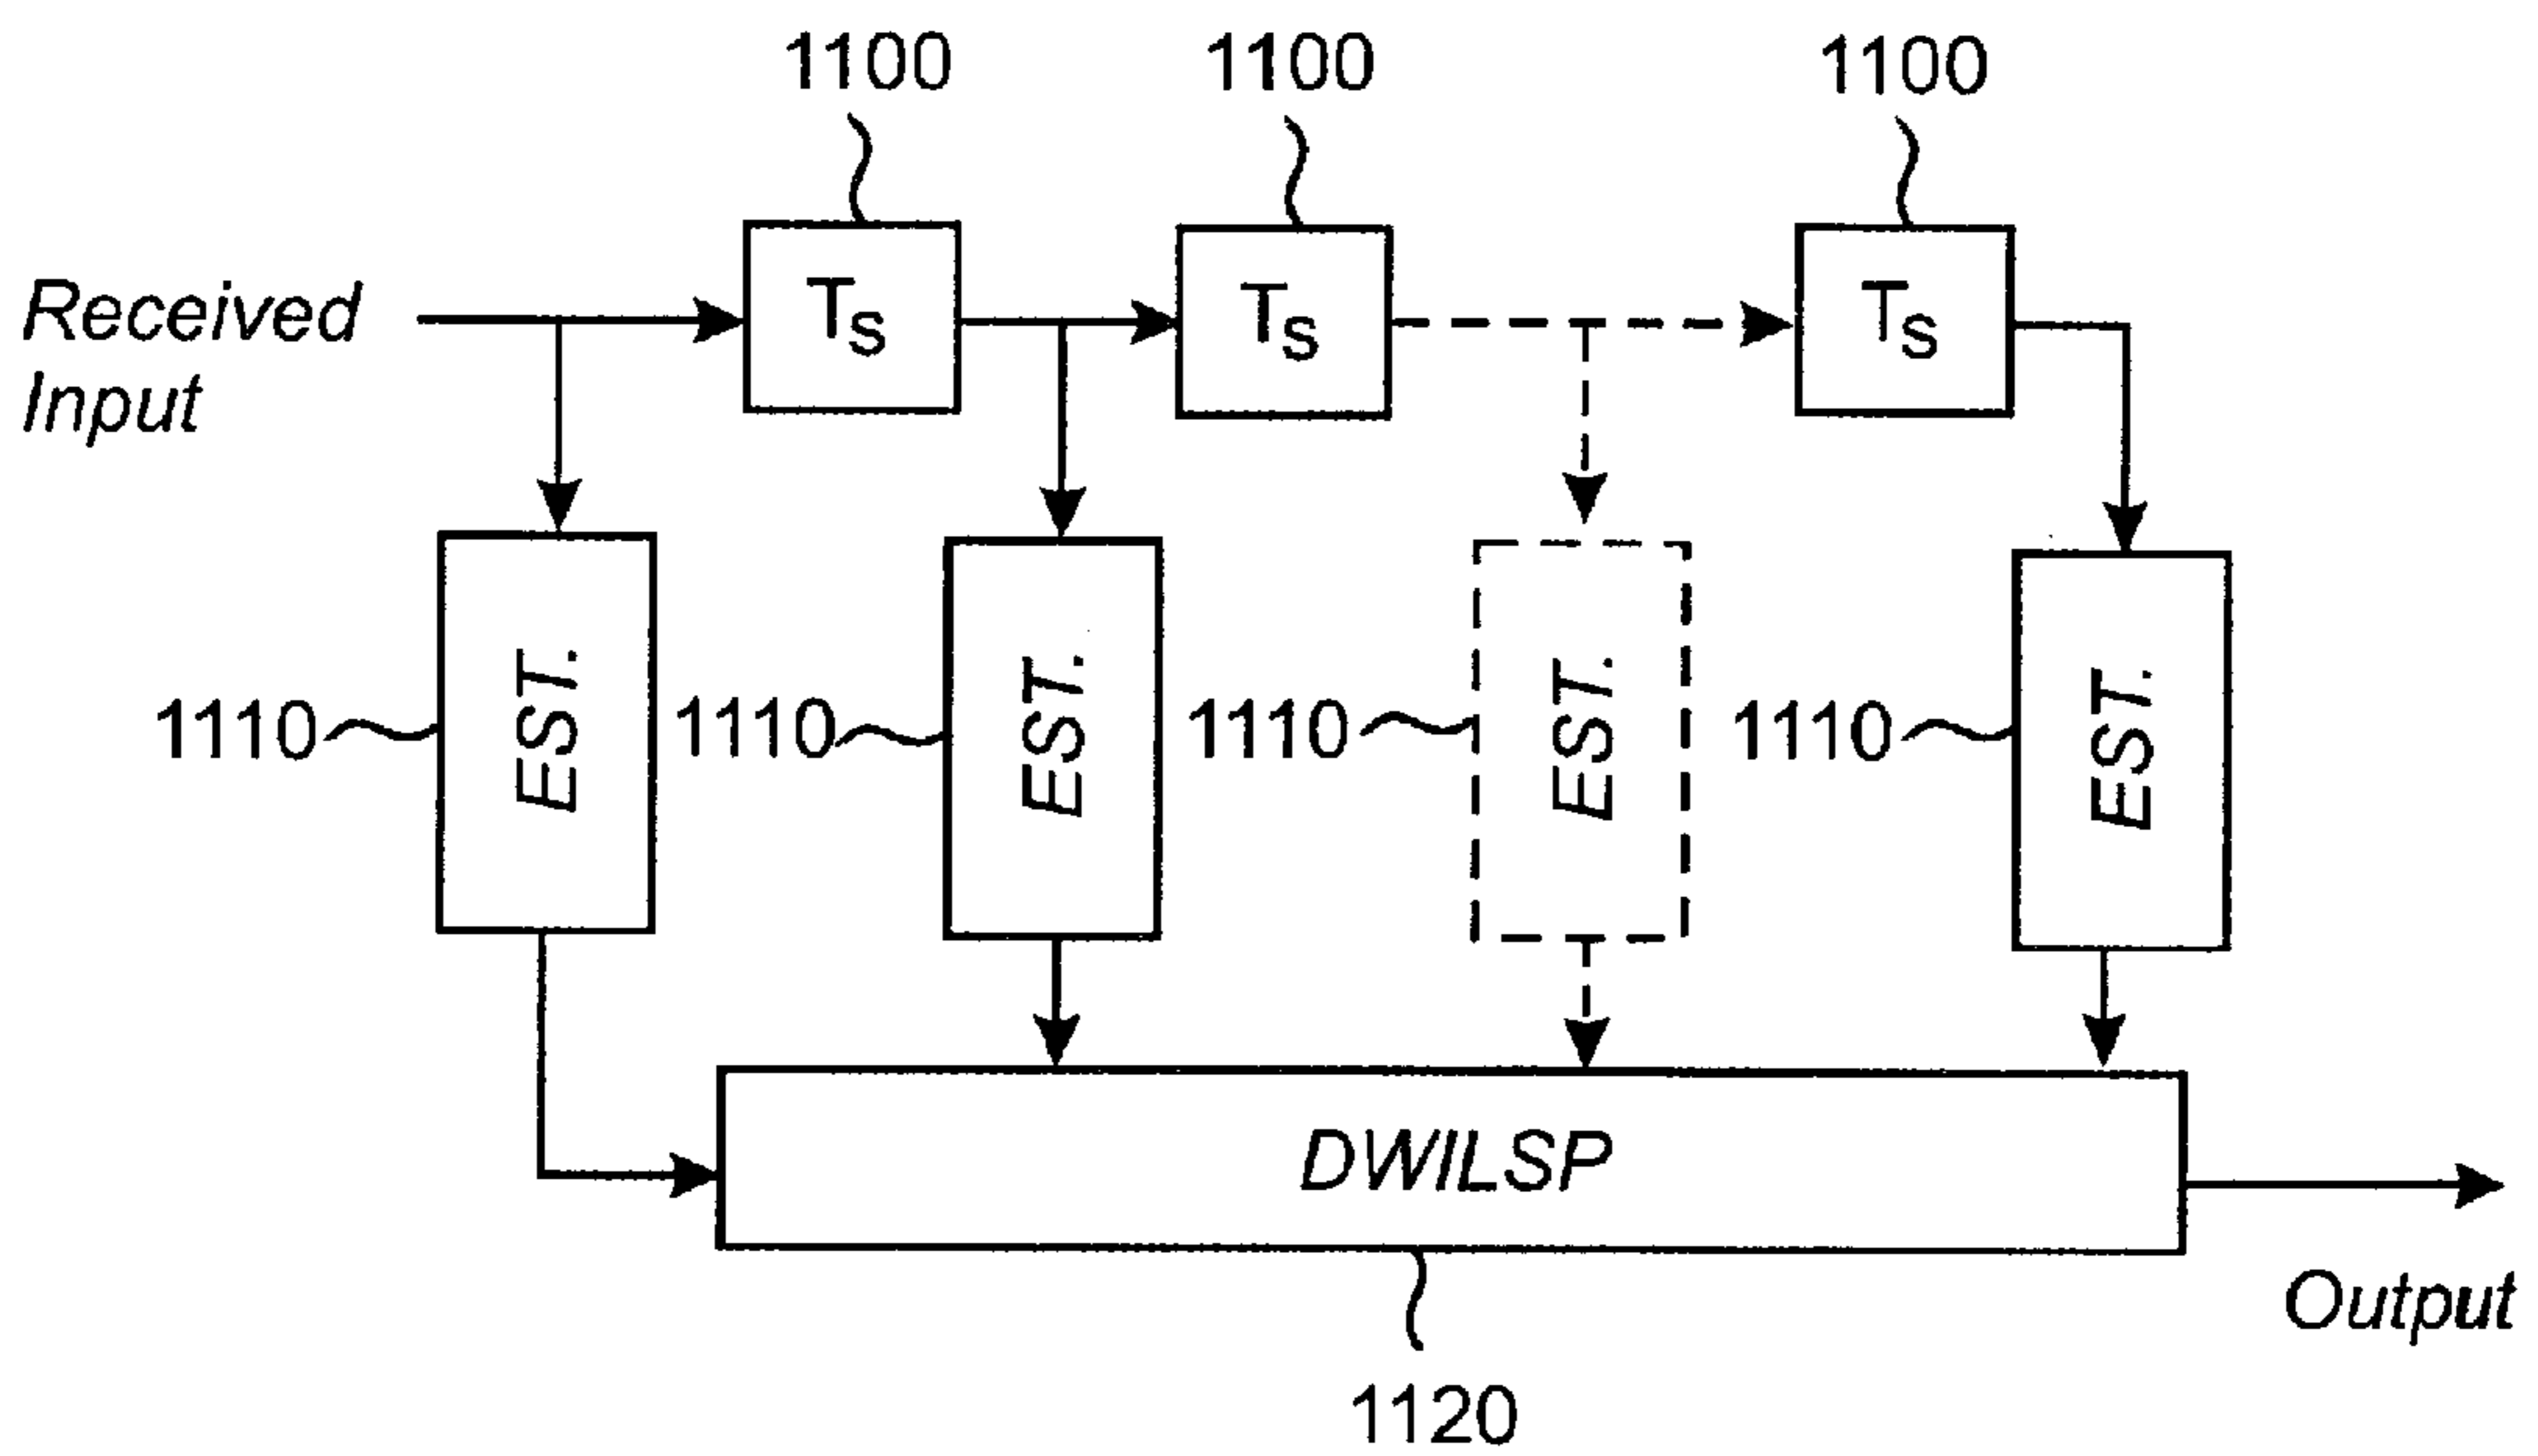 1100 1100 1100
Received
Input
Ts Ts Ts
1110 EST. 1110 EST. 1110 EST. 1110 EST.
DWILSP
Output
1120